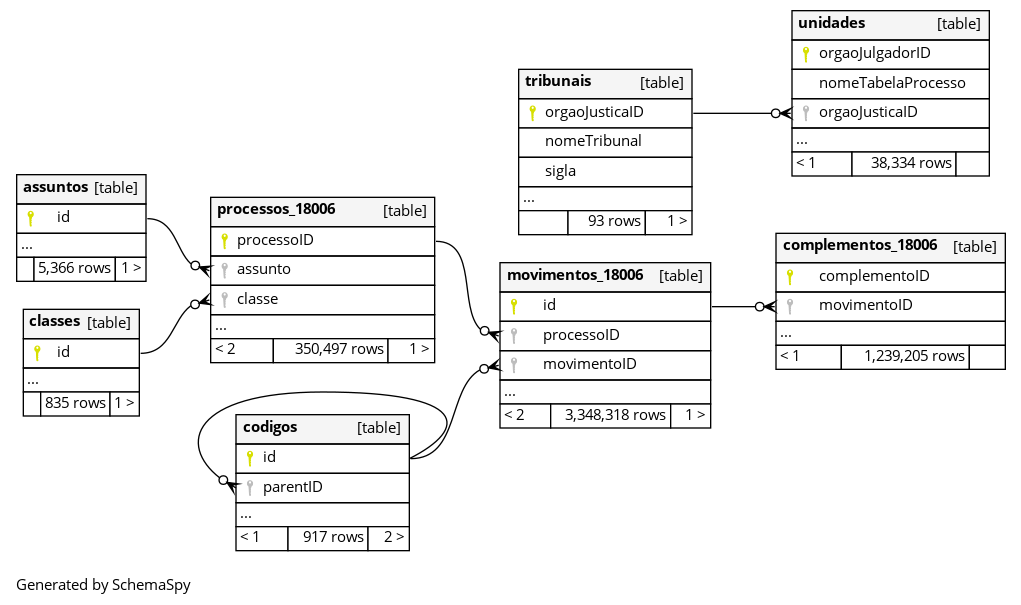 unidades [table]
orgaoJulgadorID
nomeTabelaProcesso
orgaoJusticaID
...
< 1 38,334 rows
tribunais [table]
orgaoJusticaID
nomeTribunal
sigla
...
93 rows 1 >
assuntos [table]
id
...
5,366 rows 1 >
processos_18006 [table]
processoID
assunto
classe
...
< 2 350,497 rows 1 >
classes [table]
id
...
835 rows 1 >
movimentos_18006 [table]
id
processoID
movimentoID
...
< 2 3,348,318 rows 1 >
complementos_18006 [table]
complementoID
movimentoID
...
< 1 1,239,205 rows
codigos [table]
id
parentID
...
< 1 917 rows 2 >
Generated by SchemaSpy